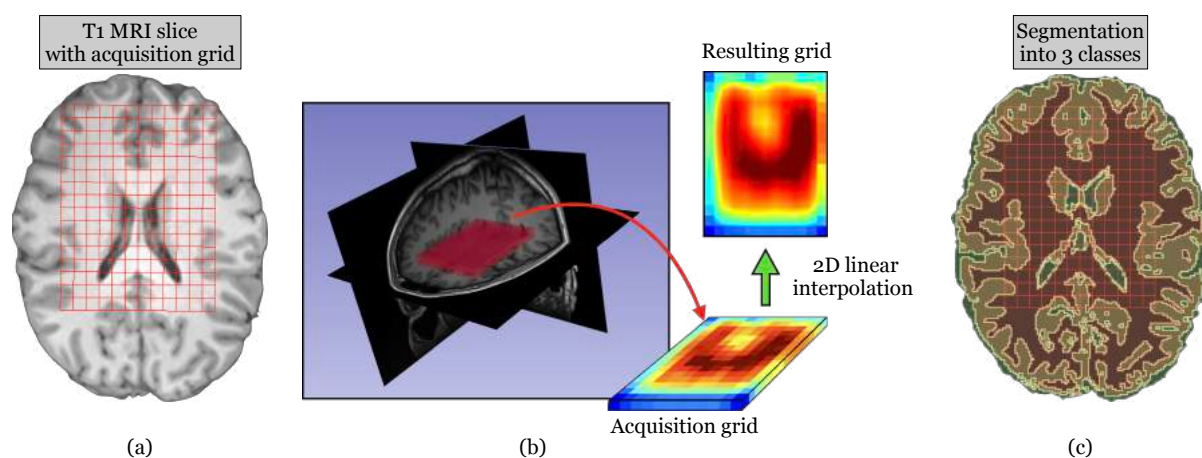 T1 MRI slice
with acquisition grid
Resulting grid
2D linear
interpolation
Acquisition grid
Segmentation
into 3 classes
(a)
(b)
(c)